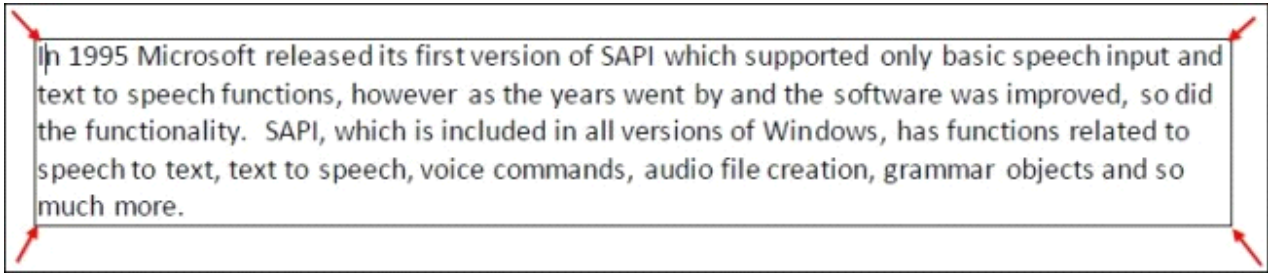 In 1995 Microsoft released its first version of SAPI which supported only basic speech input and
text to speech functions, however as the years went by and the software was improved, so did
the functionality.  SAPI, which is included in all versions of Windows, has functions related to
speech to text, text to speech, voice commands, audio file creation, grammar objects and so
much more.